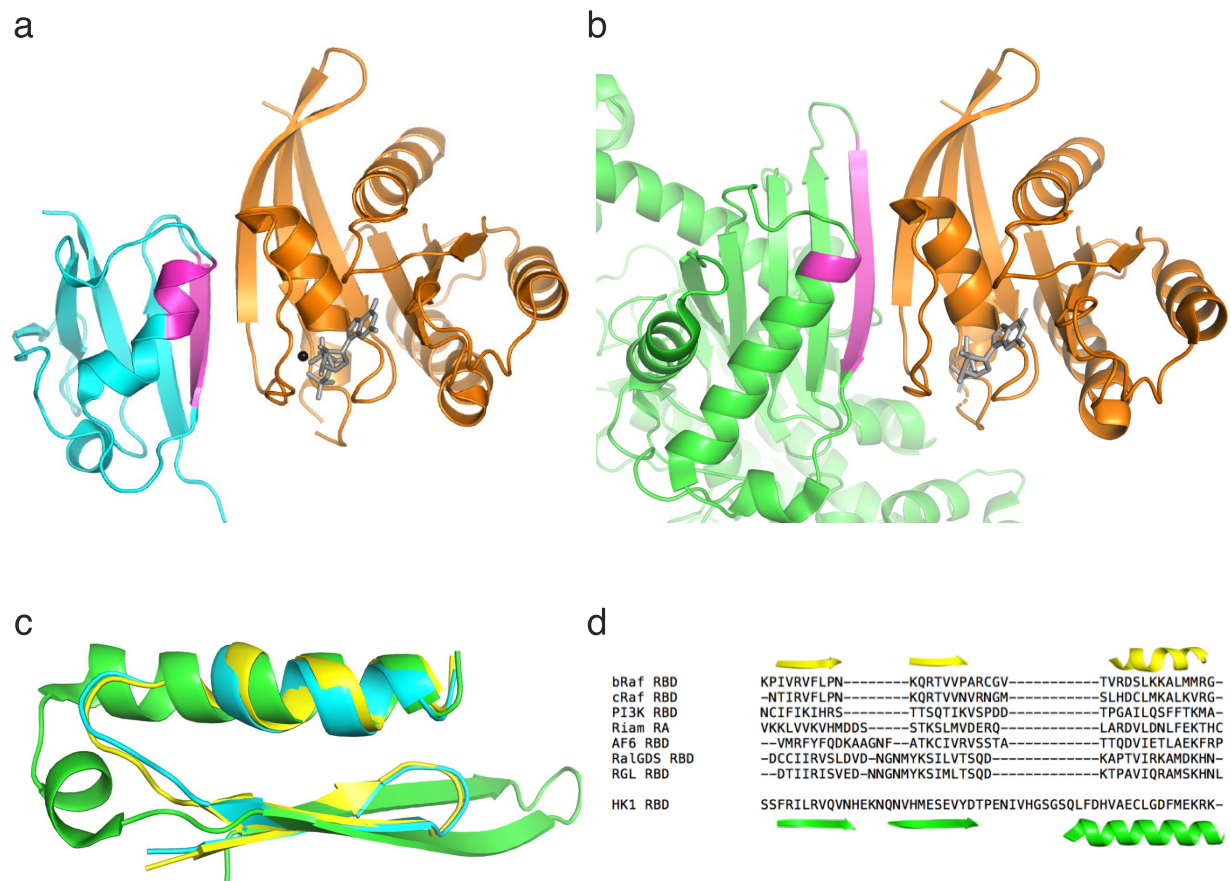 a
b
c
d
bRaf RBD KPIVRVFLPN---------KQRTVVPARCGV------------TVRDSLKKALMMRG-
cRaf RBD -NTIRVFLPN---------KQRTVVNVRNGM------------SLHDCLMKALKVRG-
PI3K RBD NCIFIKIHRS---------TTSQTIKVSPDD------------TPGAILQSFFTKMA-
Riam RA VKKLVVKVHMDDS------STKSLMVDERQ-------------LARDVLDNLFEKTHC
AF6 RBD --VMRFYFQDKAAGNF--ATKCIVRVSSTA-------------TTQDVIETLAEKFRP
RalGDS RBD -DCCIIRVSLDVD-NGNMYKSILVTSQD---------------KAPTVIRKAMDKHN-
RGL RBD --DTIIRISVED-NNGNMYKSIMLTSQD---------------KTPAVIQRAMSKHNL
HK1 RBD SSFRILRVQVNHEKNQNVHMESEVYDTPENIVHGSGSQLFDHVAECLGDFMEKRK-